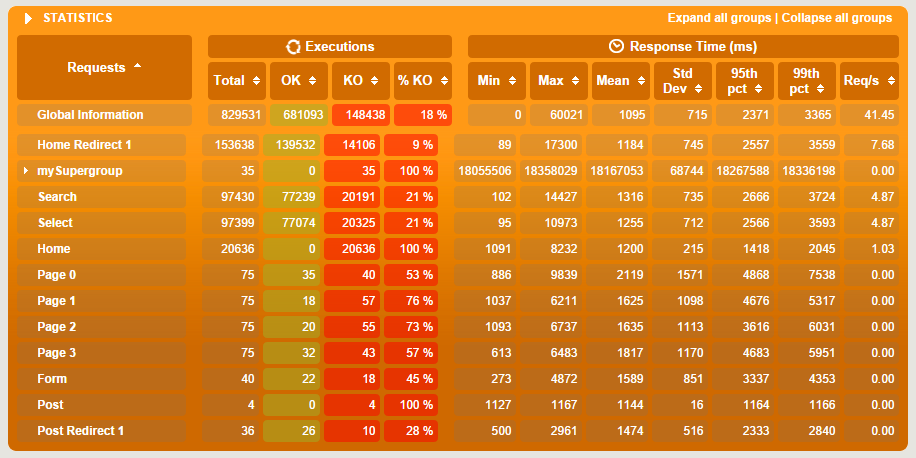 STATISTICS Expand all groups | Collapse all groups
Requests Executions Response Time (ms)
Total OK KO % KO Min Max Mean Std Dev 95th pct 99th pct Req/s
Global Information 829531 681093 148438 18 % 0 60021 1095 715 2371 3365 41.45
Home Redirect 1 153638 139532 14106 9 % 89 17300 1184 745 2557 3559 7.68
mySupergroup 35 0 35 100 % 18055506 18358029 18167053 68744 18267588 18336198 0.00
Search 97430 77239 20191 21 % 102 14427 1316 735 2666 3724 4.87
Select 97399 77074 20325 21 % 95 10973 1255 712 2566 3593 4.87
Home 20636 0 20636 100 % 1091 8232 1200 215 1418 2045 1.03
Page 0 75 35 40 53 % 886 9839 2119 1571 4868 7538 0.00
Page 1 75 18 57 76 % 1037 6211 1625 1098 4676 5317 0.00
Page 2 75 20 55 73 % 1093 6737 1635 1113 3616 6031 0.00
Page 3 75 32 43 57 % 613 6483 1817 1170 4683 5951 0.00
Form 40 22 18 45 % 273 4872 1589 851 3337 4353 0.00
Post 4 0 4 100 % 1127 1167 1144 16 1164 1166 0.00
Post Redirect 1 36 26 10 28 % 500 2961 1474 516 2333 2840 0.00